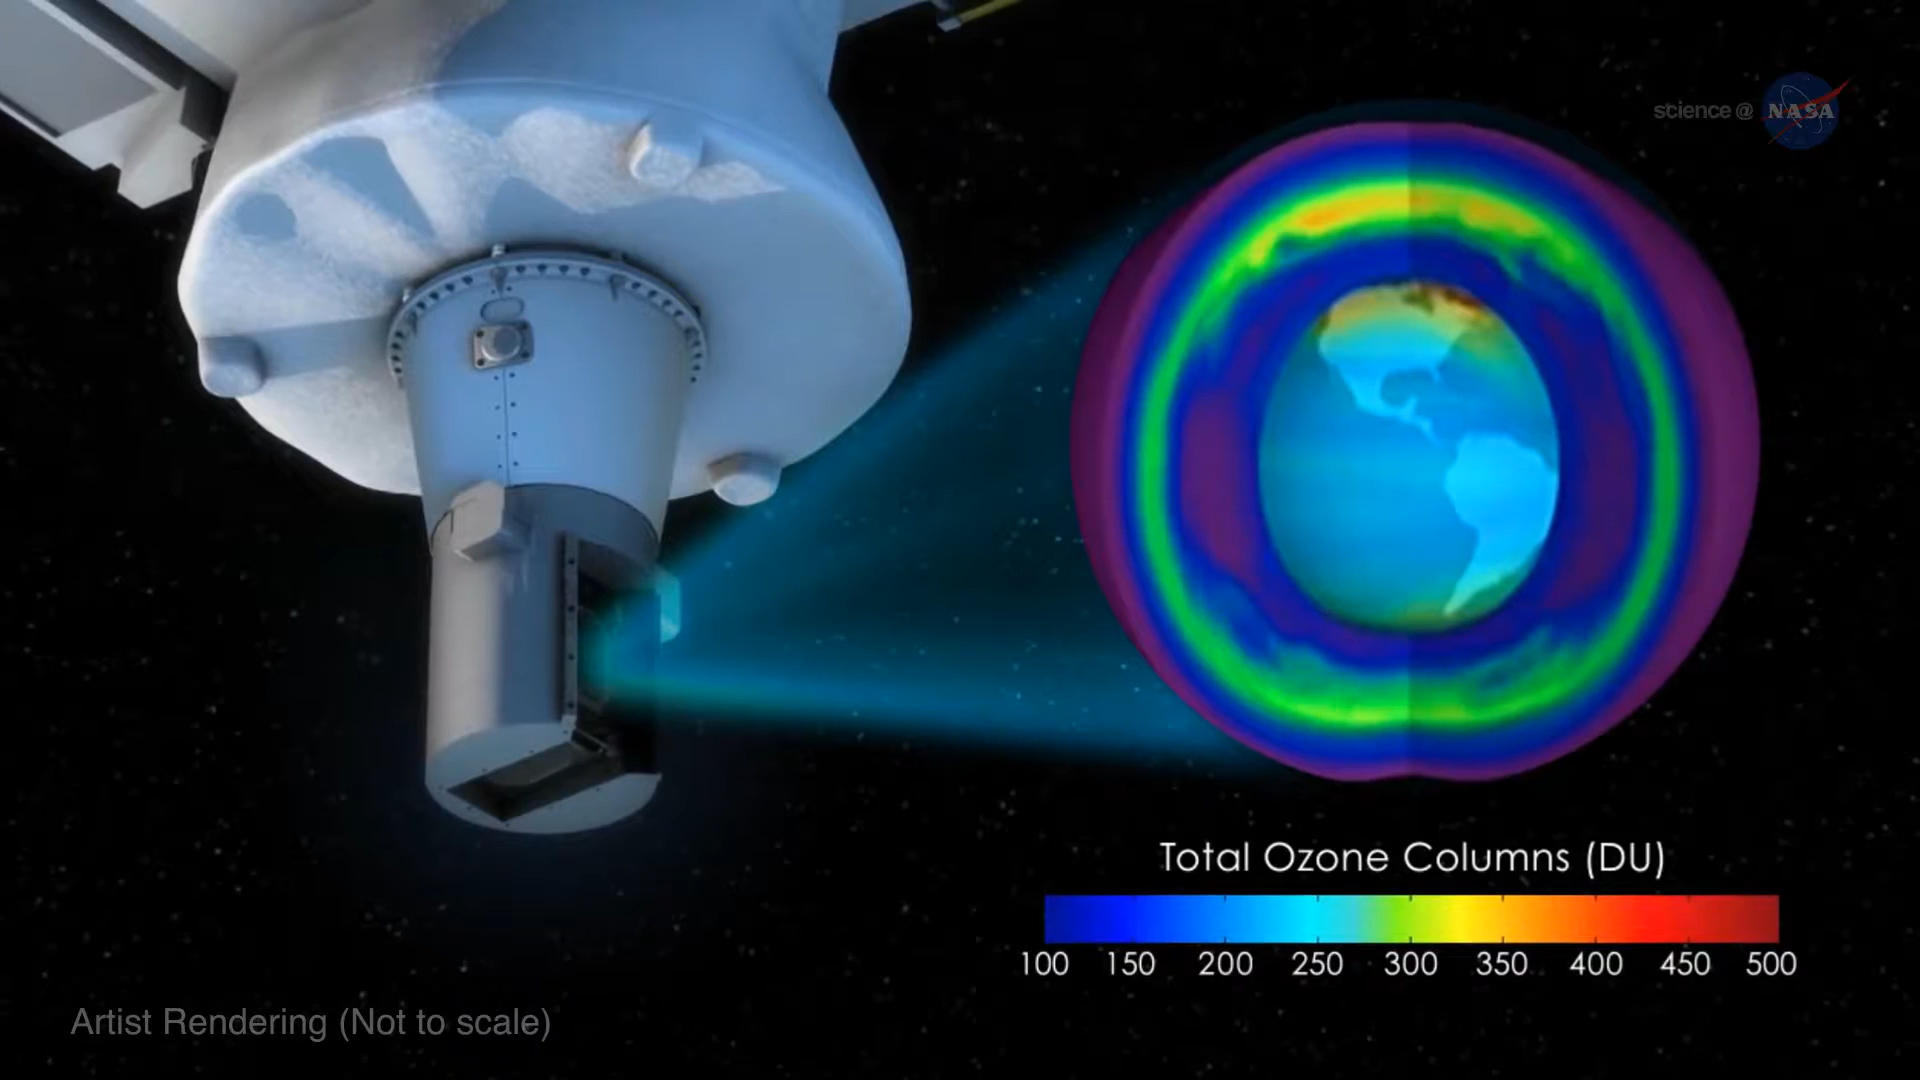 science @ NASA
Total Ozone Columns (DU)
100 150 200 250 300 350 400 450 500
Artist Rendering (Not to scale)